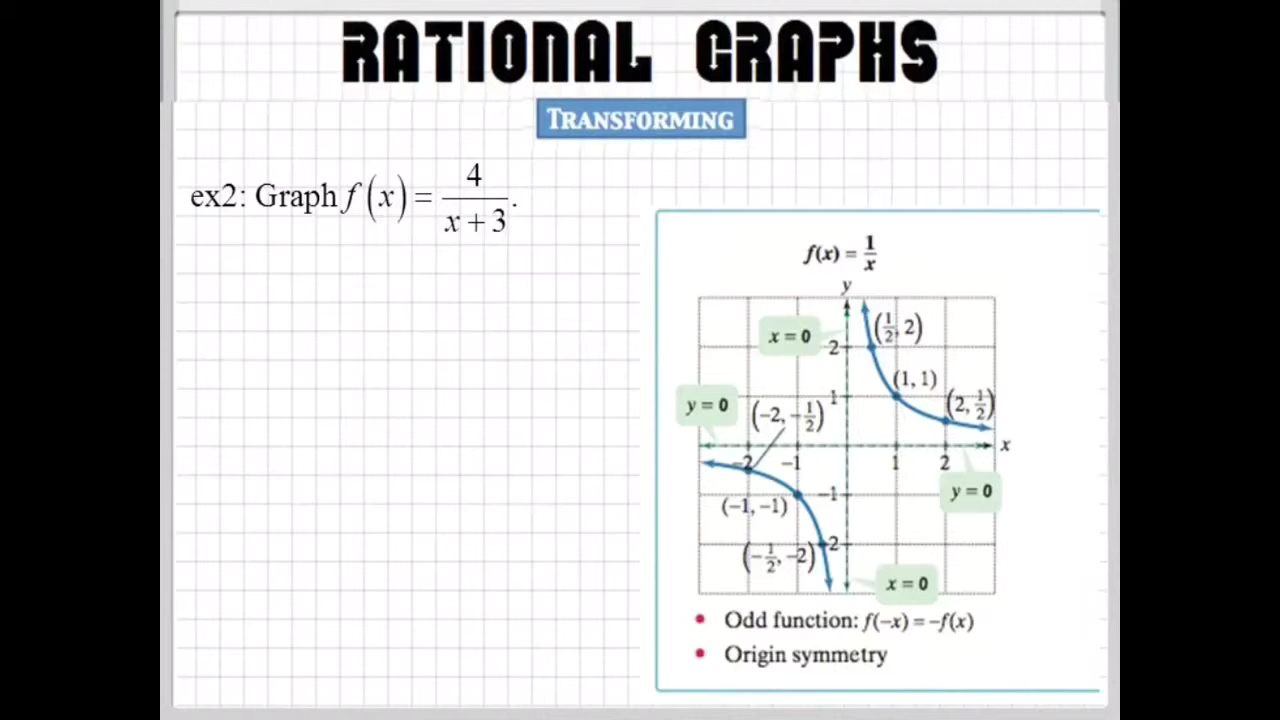 RATIONAL GRAPHS
TRANSFORMING
ex2: Graph f(x) = 4/(x + 3).
f(x) = 1/x
y
x = 0
(1/2, 2)
2
(1, 1)
1
(2, 1/2)
y = 0
(−2, −1/2)
x
−2
−1
1
2
y = 0
−1
(−1, −1)
(−1/2, −2)
−2
x = 0
• Odd function: f(−x) = −f(x)
• Origin symmetry